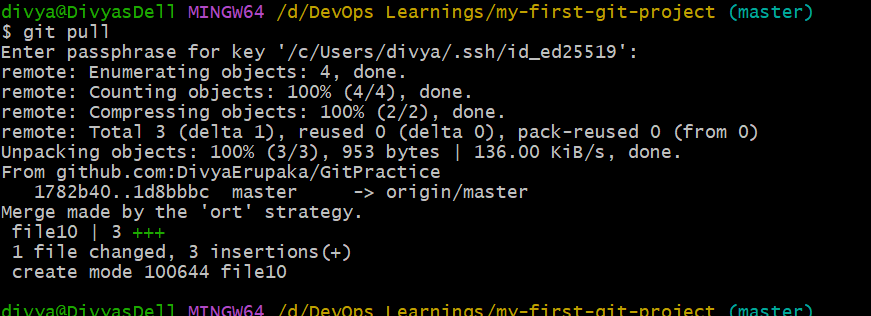 divya@DivyasDell MINGW64 /d/DevOps Learnings/my-first-git-project (master)
$ git pull
Enter passphrase for key '/c/Users/divya/.ssh/id_ed25519':
remote: Enumerating objects: 4, done.
remote: Counting objects: 100% (4/4), done.
remote: Compressing objects: 100% (2/2), done.
remote: Total 3 (delta 1), reused 0 (delta 0), pack-reused 0 (from 0)
Unpacking objects: 100% (3/3), 953 bytes | 136.00 KiB/s, done.
From github.com:DivyaErupaka/GitPractice
   1782b40..1d8bbbc  master     -> origin/master
Merge made by the 'ort' strategy.
 file10 | 3 +++
 1 file changed, 3 insertions(+)
 create mode 100644 file10
divya@DivyasDell MINGW64 /d/DevOps Learnings/my-first-git-project (master)